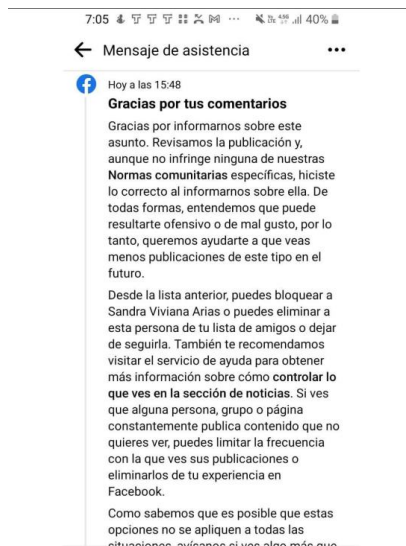 7:05 40%
Mensaje de asistencia
Hoy a las 15:48
Gracias por tus comentarios
Gracias por informarnos sobre este
asunto. Revisamos la publicación y,
aunque no infringe ninguna de nuestras
Normas comunitarias específicas, hiciste
lo correcto al informarnos sobre ella. De
todas formas, entendemos que puede
resultarte ofensivo o de mal gusto, por lo
tanto, queremos ayudarte a que veas
menos publicaciones de este tipo en el
futuro.
Desde la lista anterior, puedes bloquear a
Sandra Viviana Arias o puedes eliminar a
esta persona de tu lista de amigos o dejar
de seguirla. También te recomendamos
visitar el servicio de ayuda para obtener
más información sobre cómo controlar lo
que ves en la sección de noticias. Si ves
que alguna persona, grupo o página
constantemente publica contenido que no
quieres ver, puedes limitar la frecuencia
con la que ves sus publicaciones o
eliminarlos de tu experiencia en
Facebook.
Como sabemos que es posible que estas
opciones no se apliquen a todas las
situaciones, avísanos si ves algo más que